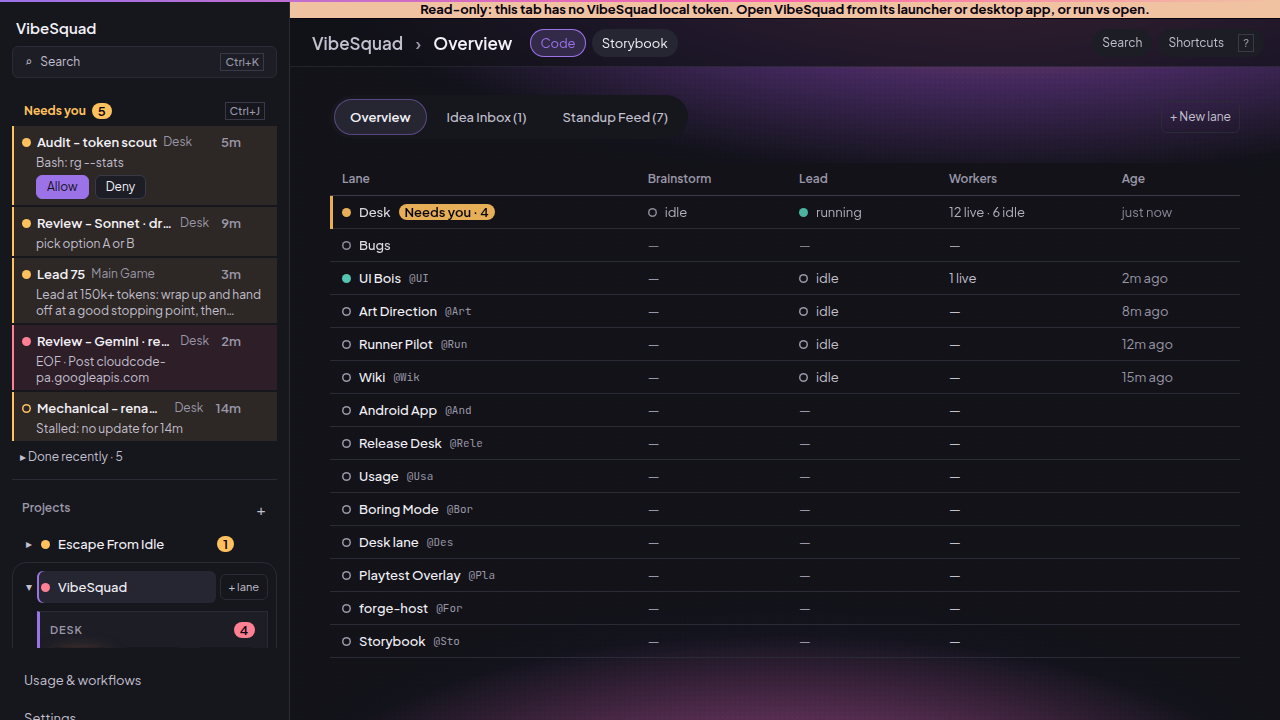 Read-only: this tab has no VibeSquad local token. Open VibeSquad from its launcher or desktop app, or run vs open.
VibeSquad
Search Ctrl+K
Needs you 5 Ctrl+J
Audit - token scout Desk 5m
Bash: rg --stats
Allow Deny
Review - Sonnet · dr... Desk 9m
pick option A or B
Lead 75 Main Game 3m
Lead at 150k+ tokens: wrap up and hand
off at a good stopping point, then...
Review - Gemini · re... Desk 2m
EOF · Post cloudcode-
pa.googleapis.com
Mechanical - rena... Desk 14m
Stalled: no update for 14m
▸ Done recently · 5
Projects +
▸ Escape From Idle 1
▾ VibeSquad + lane
DESK 4
Usage & workflows
Settings
VibeSquad › Overview Code Storybook Search Shortcuts ?
Overview Idea Inbox (1) Standup Feed (7) + New lane
Lane Brainstorm Lead Workers Age
Desk Needs you · 4 idle running 12 live · 6 idle just now
Bugs — — —
UI Bois @UI — idle 1 live 2m ago
Art Direction @Art — idle — 8m ago
Runner Pilot @Run — idle — 12m ago
Wiki @Wik — idle — 15m ago
Android App @And — — —
Release Desk @Rele — — —
Usage @Usa — — —
Boring Mode @Bor — — —
Desk lane @Des — — —
Playtest Overlay @Pla — — —
forge-host @For — — —
Storybook @Sto — — —